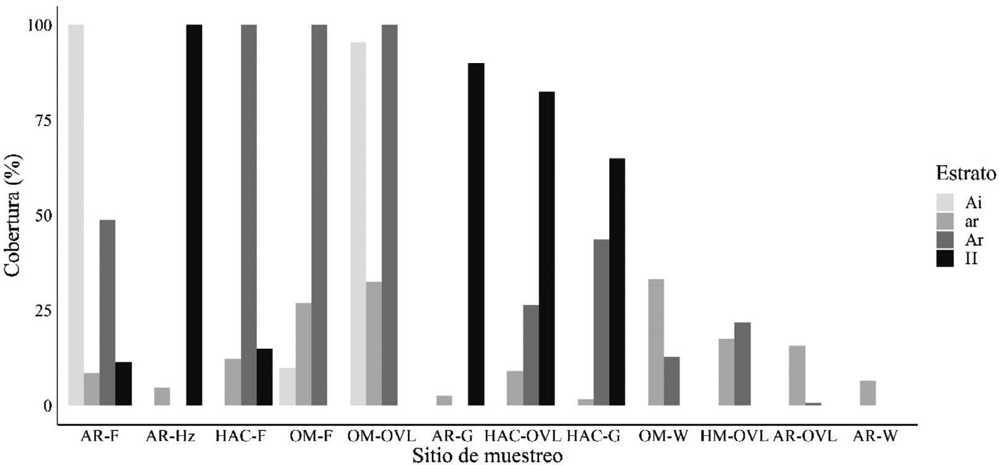 Cobertura (%)
100
75
50
25
0
AR-F AR-Hz HAC-F OM-F OM-OVL AR-G HAC-OVL HAC-G OM-W HM-OVL AR-OVL AR-W
Sitio de muestreo
Estrato
Ai
ar
Ar
II